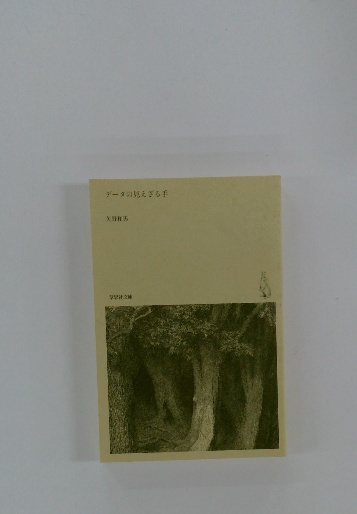 データの見えざる手
矢野和男
草思社文庫